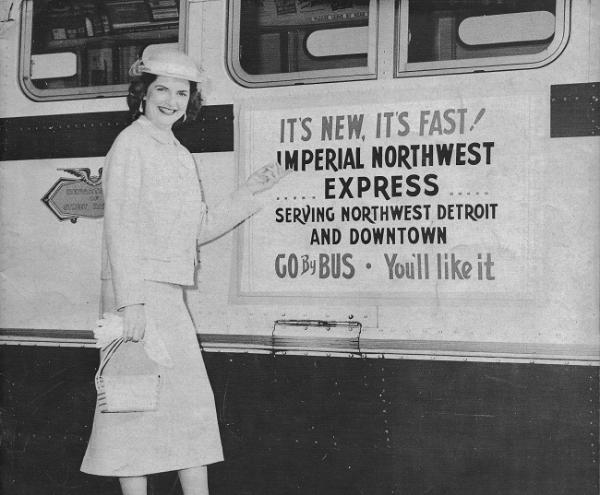 IT'S NEW, IT'S FAST!
IMPERIAL NORTHWEST
..... EXPRESS .....
SERVING NORTHWEST DETROIT
AND DOWNTOWN
GO By BUS • You'll like it